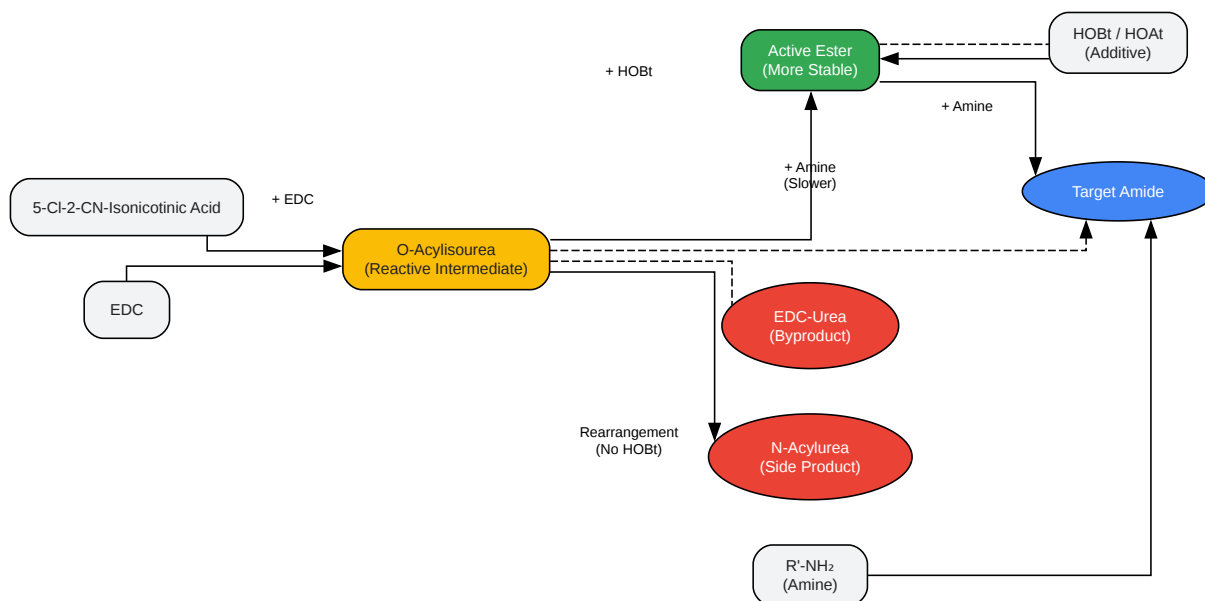 HOBt / HOAt
(Additive)
Active Ester
(More Stable)
+ HOBt
+ Amine
+ Amine
(Slower)
Target Amide
5-Cl-2-CN-Isonicotinic Acid
+ EDC
O-Acylisourea
(Reactive Intermediate)
EDC
EDC-Urea
(Byproduct)
Rearrangement
(No HOBt)
N-Acylurea
(Side Product)
R'-NH₂
(Amine)